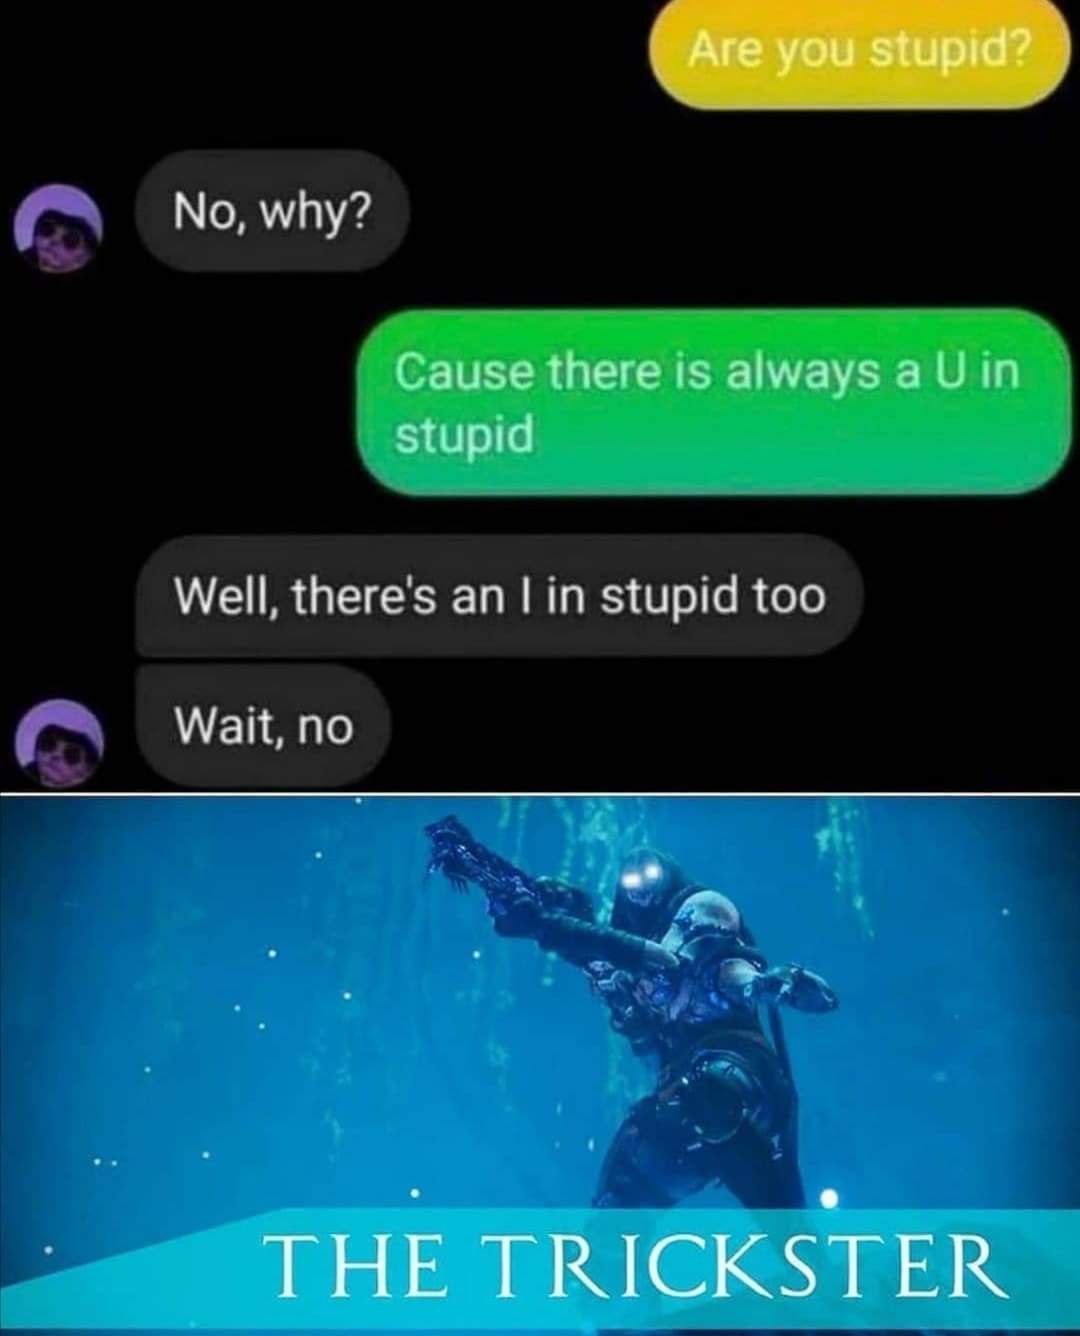 Are you stupid?
No, why?
Cause there is always a U in
stupid
Well, there's an I in stupid too
Wait, no
THE TRICKSTER